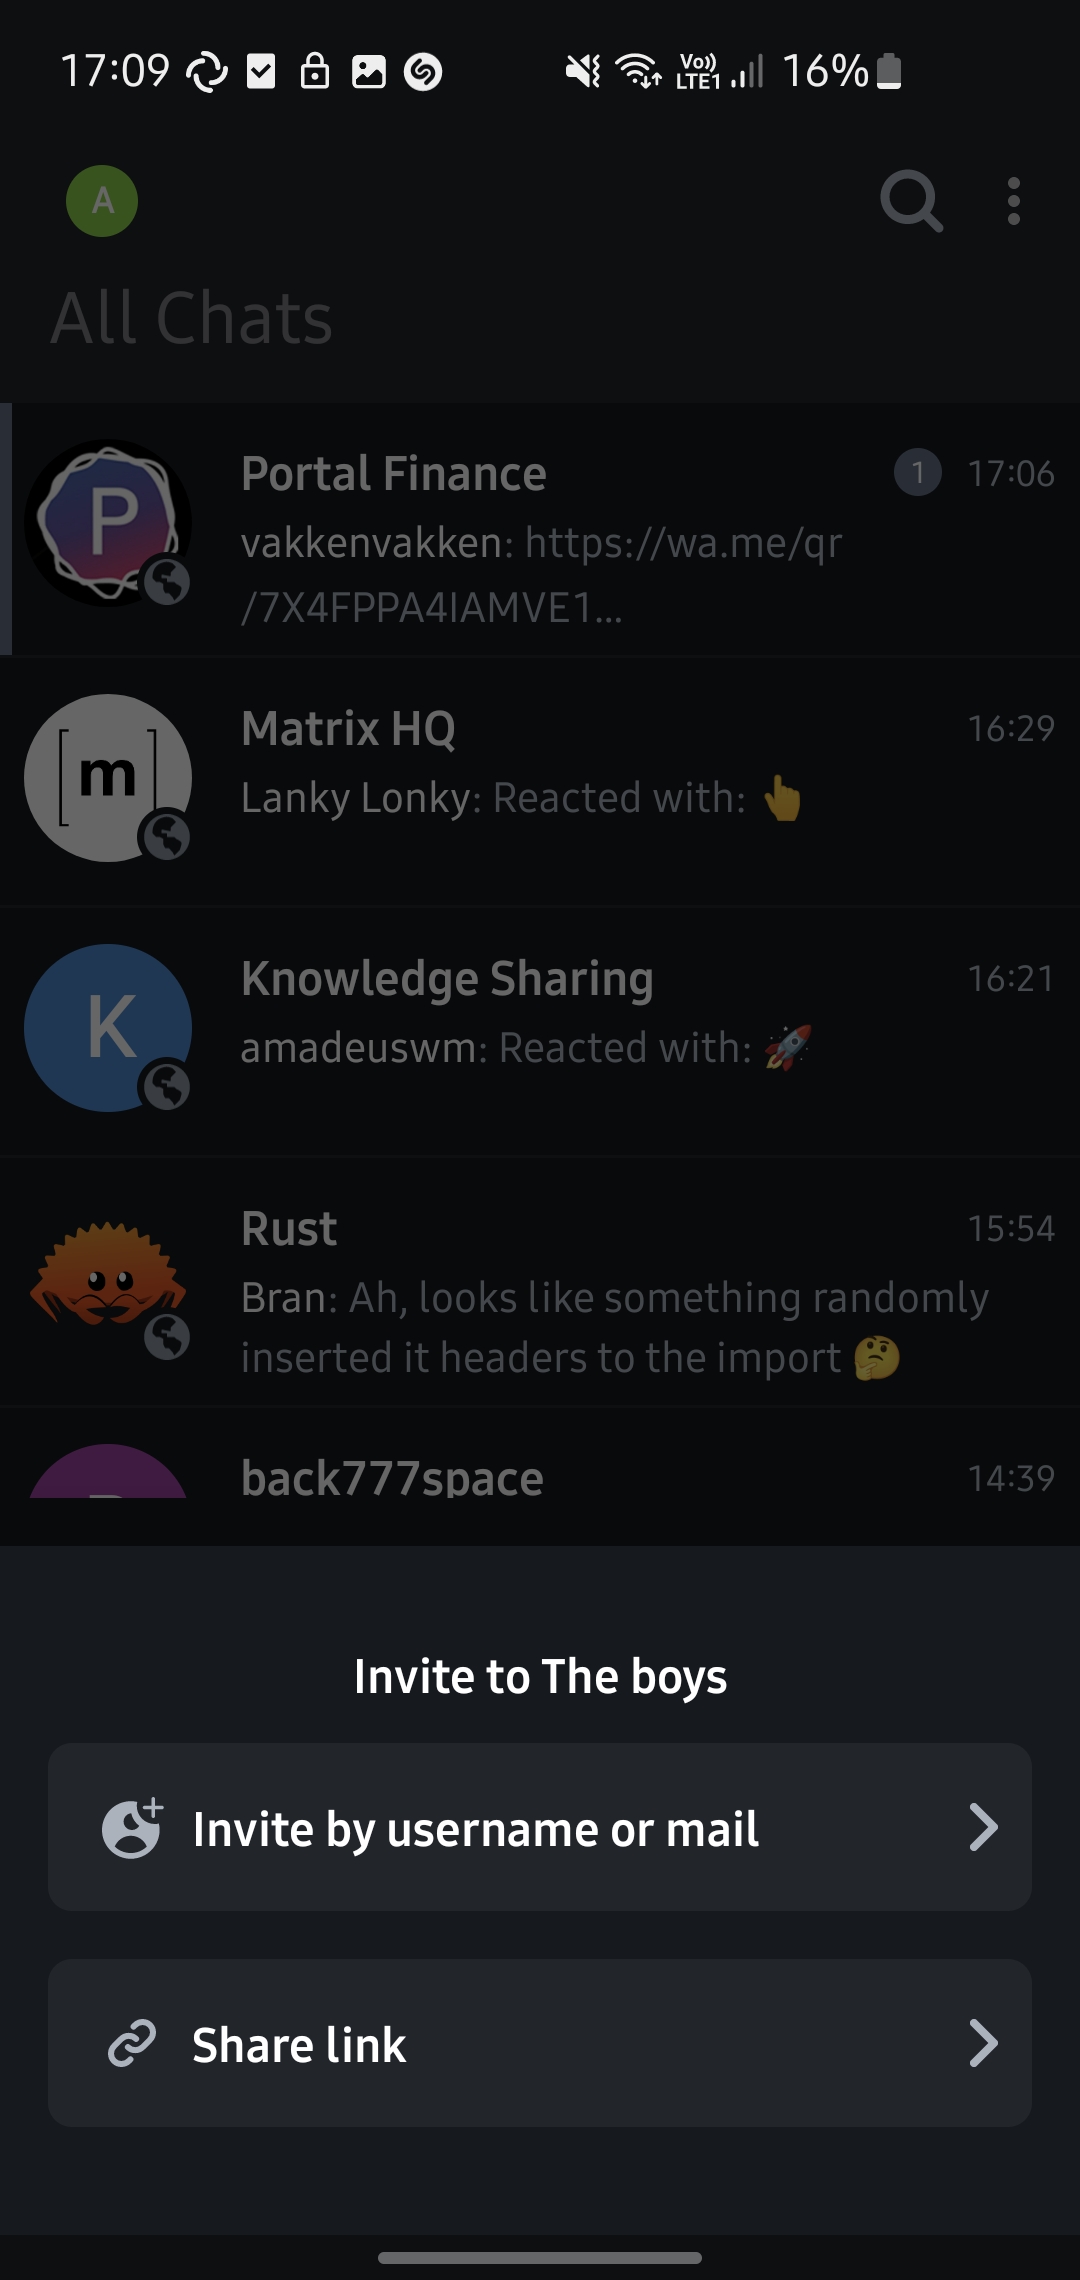 17:09
Vo)) LTE1 16%
A
All Chats
Portal Finance 1 17:06
P
vakkenvakken: https://wa.me/qr
/7X4FPPA4IAMVE1...
Matrix HQ 16:29
[m]
Lanky Lonky: Reacted with: 👆
Knowledge Sharing 16:21
K
amadeuswm: Reacted with: 🚀
Rust 15:54
Bran: Ah, looks like something randomly
inserted it headers to the import 🤔
back777space 14:39
Invite to The boys
Invite by username or mail
Share link